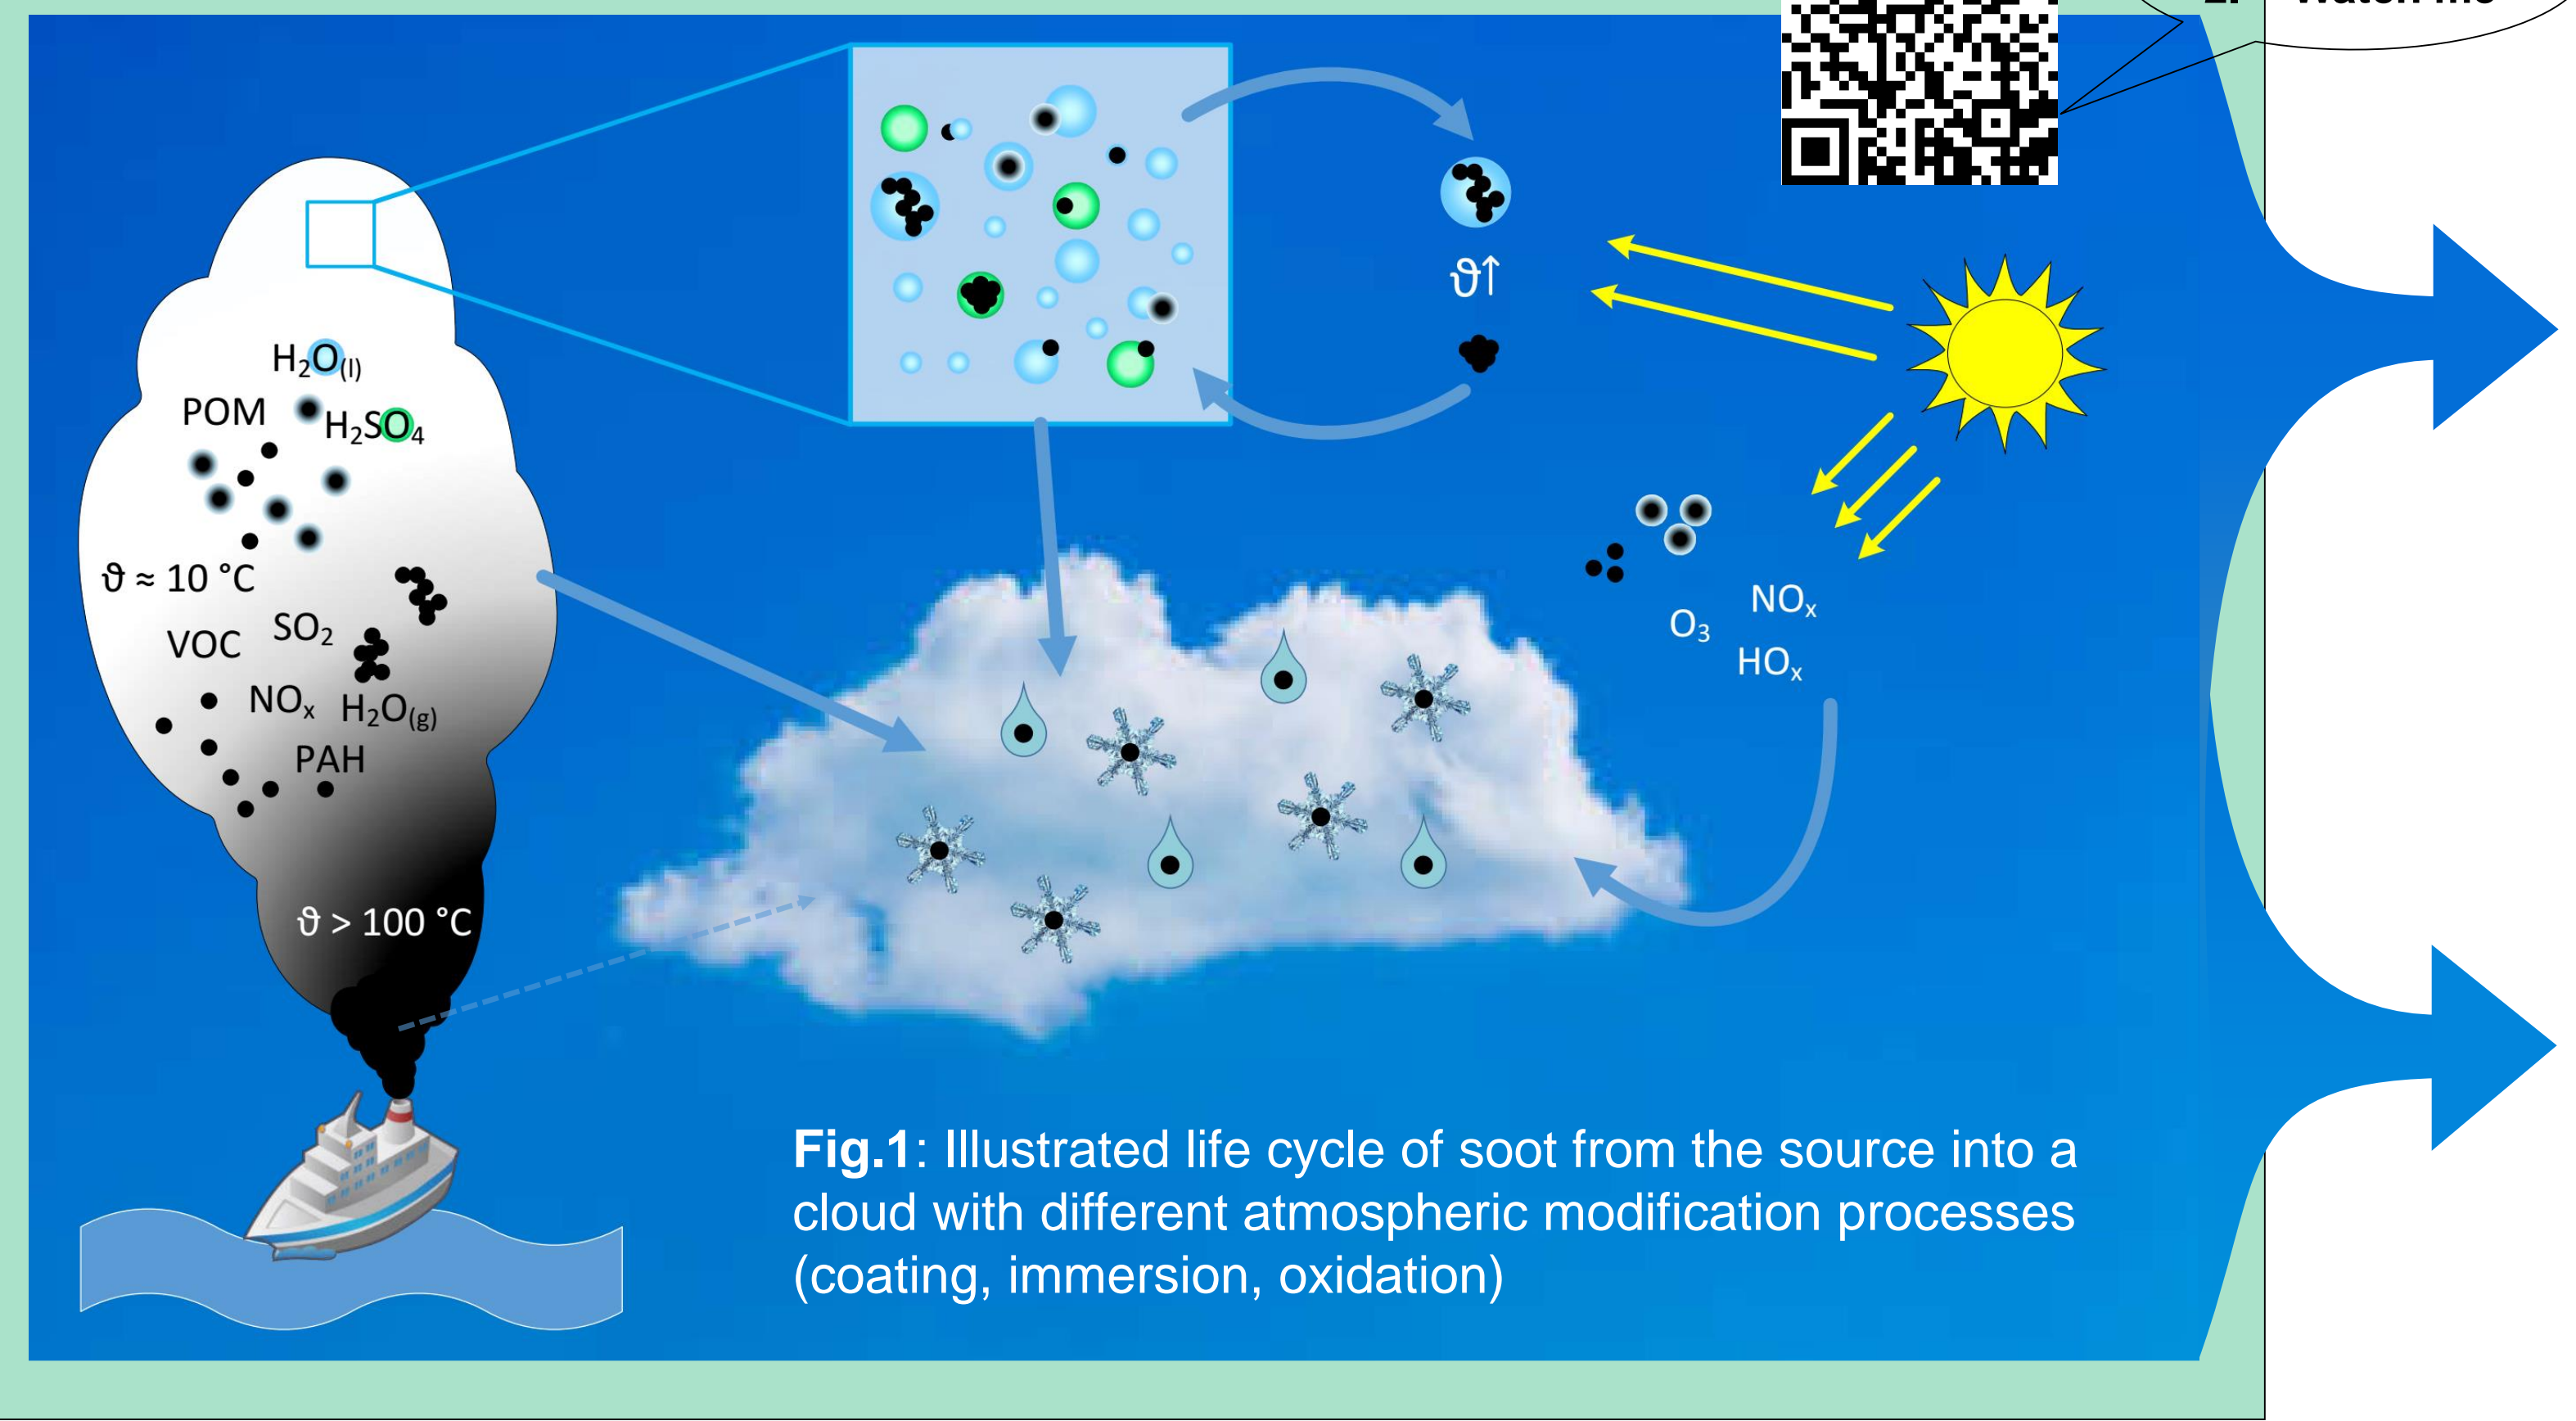 H₂O₍ₗ₎
POM
H₂SO₄
ϑ ≈ 10 °C
SO₂
VOC
NOₓ H₂O₍g₎
PAH
ϑ > 100 °C
ϑ↑
NOₓ
O₃
HOₓ
Fig.1: Illustrated life cycle of soot from the source into a
cloud with different atmospheric modification processes
(coating, immersion, oxidation)